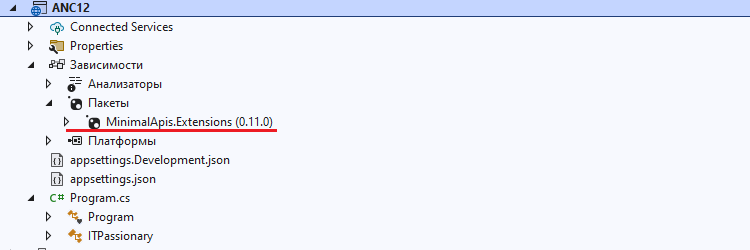 ANC12
Connected Services
Properties
Зависимости
Анализаторы
Пакеты
MinimalApis.Extensions (0.11.0)
Платформы
appsettings.Development.json
appsettings.json
C# Program.cs
Program
ITPassionary